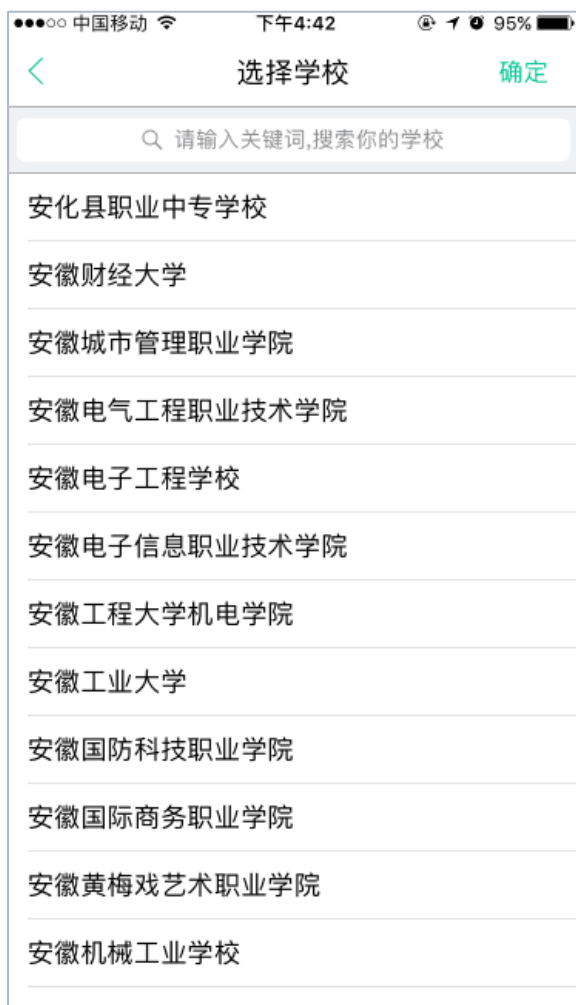 中国移动 下午4:42 95%
选择学校 确定
请输入关键词,搜索你的学校
安化县职业中专学校
安徽财经大学
安徽城市管理职业学院
安徽电气工程职业技术学院
安徽电子工程学校
安徽电子信息职业技术学院
安徽工程大学机电学院
安徽工业大学
安徽国防科技职业学院
安徽国际商务职业学院
安徽黄梅戏艺术职业学院
安徽机械工业学校